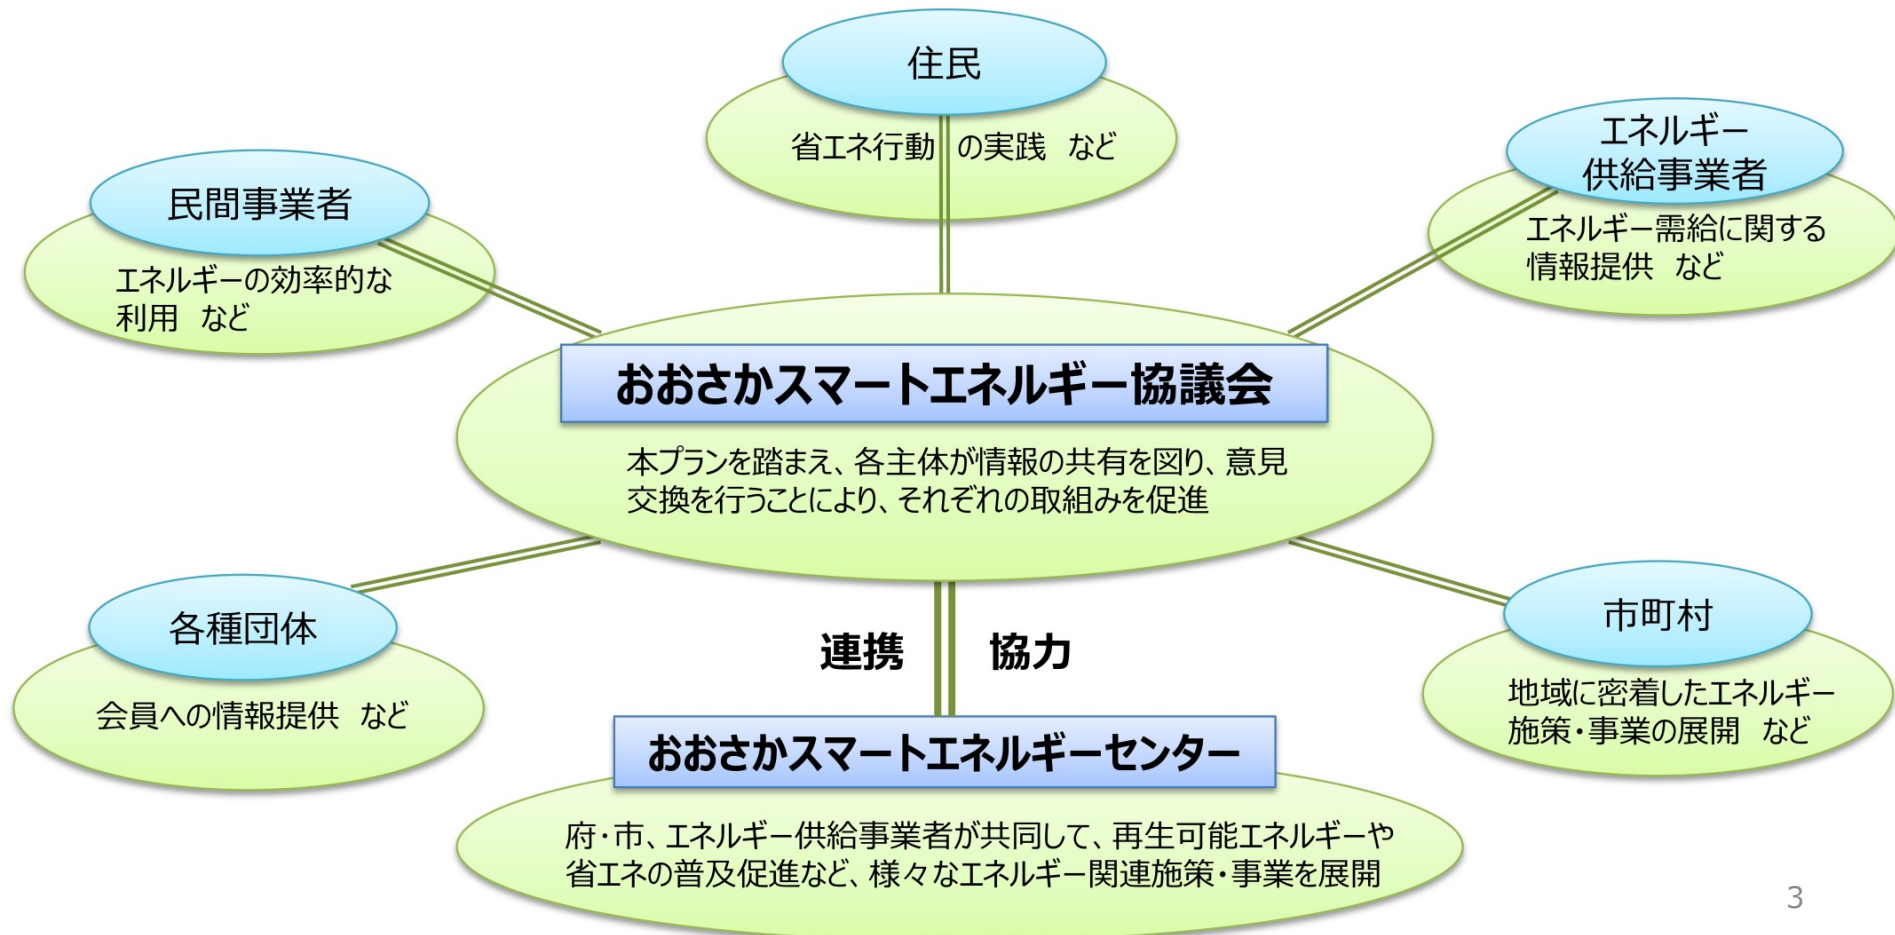 住民
省エネ行動 の実践 など
エネルギー
供給事業者
エネルギー需給に関する
情報提供 など
民間事業者
エネルギーの効率的な
利用 など
おおさかスマートエネルギー協議会
本プランを踏まえ、各主体が情報の共有を図り、意見
交換を行うことにより、それぞれの取組みを促進
各種団体
会員への情報提供 など
連携 協力
市町村
地域に密着したエネルギー
施策・事業の展開 など
おおさかスマートエネルギーセンター
府・市、エネルギー供給事業者が共同して、再生可能エネルギーや
省エネの普及促進など、様々なエネルギー関連施策・事業を展開
3